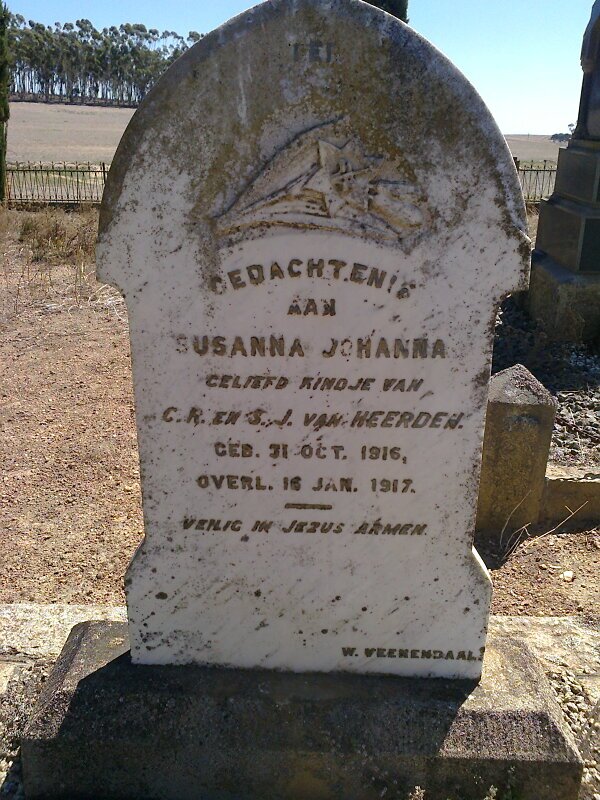 TER
GEDACHTENIS
AAN
SUSANNA JOHANNA
GELIEFD KINDJE VAN
C.R. EN S.J. VAN HEERDEN.
GEB. 31 OCT. 1916,
OVERL. 16 JAN. 1917.
VEILIG IN JEZUS ARMEN.
W. VEENENDAAL